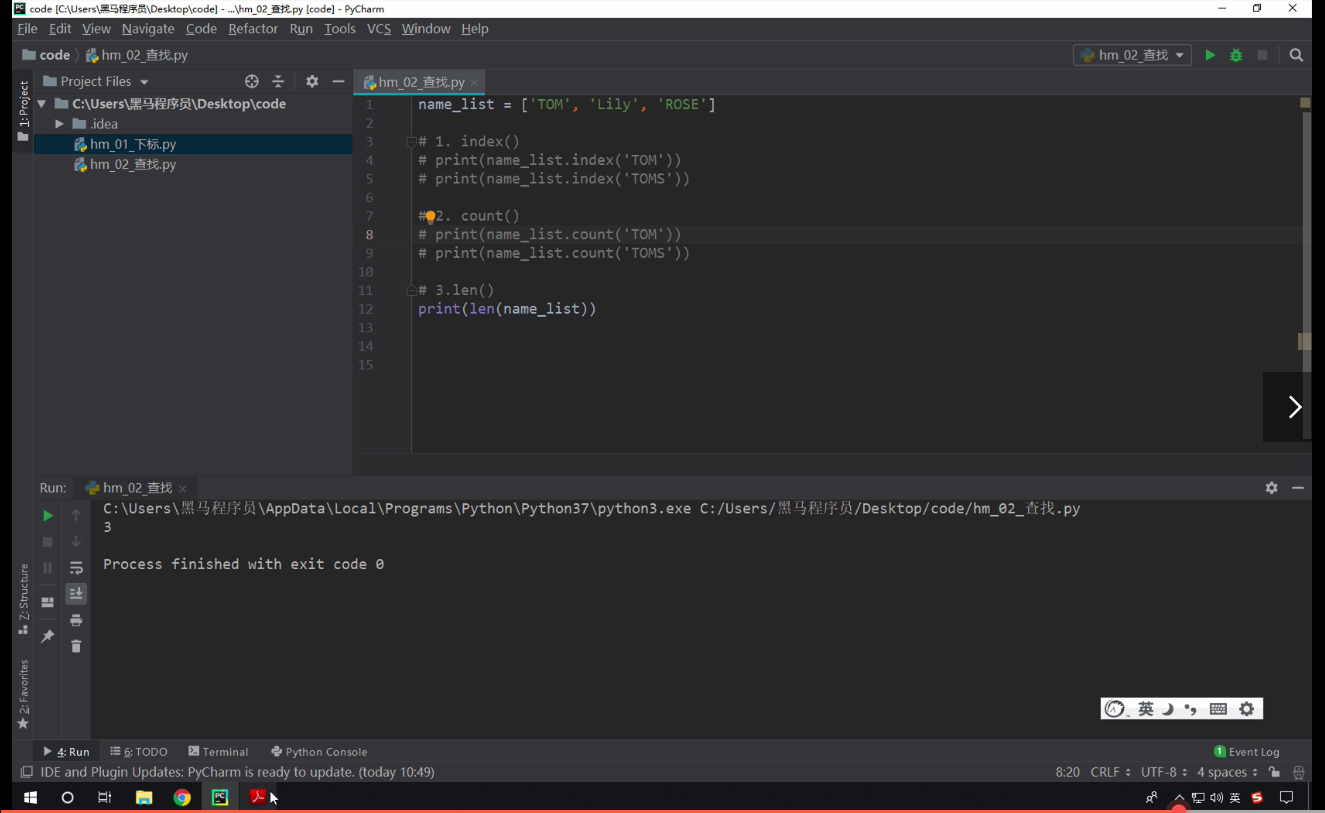 code [C:\Users\黑马程序员\Desktop\code] - ...\hm_02_查找.py [code] - PyCharm
File Edit View Navigate Code Refactor Run Tools VCS Window Help
code hm_02_查找.py hm_02_查找
1: Project
Project Files
C:\Users\黑马程序员\Desktop\code
.idea
hm_01_下标.py
hm_02_查找.py
hm_02_查找.py
1 name_list = ['TOM', 'Lily', 'ROSE']
2
3 # 1. index()
4 # print(name_list.index('TOM'))
5 # print(name_list.index('TOMS'))
6
7 # 2. count()
8 # print(name_list.count('TOM'))
9 # print(name_list.count('TOMS'))
10
11 # 3.len()
12 print(len(name_list))
13
14
15
Run: hm_02_查找
C:\Users\黑马程序员\AppData\Local\Programs\Python\Python37\python3.exe C:/Users/黑马程序员/Desktop/code/hm_02_查找.py
3
Process finished with exit code 0
Z: Structure
2: Favorites
英
4: Run 6: TODO Terminal Python Console 1 Event Log
IDE and Plugin Updates: PyCharm is ready to update. (today 10:49) 8:20 CRLF UTF-8 4 spaces
PC 英